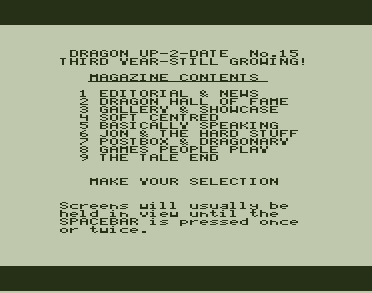 DRAGON UP-2-DATE No.15
THIRD YEAR-STILL GROWING!
MAGAZINE CONTENTS
1 EDITORIAL & NEWS
2 DRAGON HALL OF FAME
3 GALLERY & SHOWCASE
4 SOFT CENTRED
5 BASICALLY SPEAKING
6 JON & THE HARD STUFF
7 POSTBOX & DRAGONARY
8 GAMES PEOPLE PLAY
9 THE TALE END
MAKE YOUR SELECTION
Screens will usually be
held in view until the
SPACEBAR is pressed once
or twice.